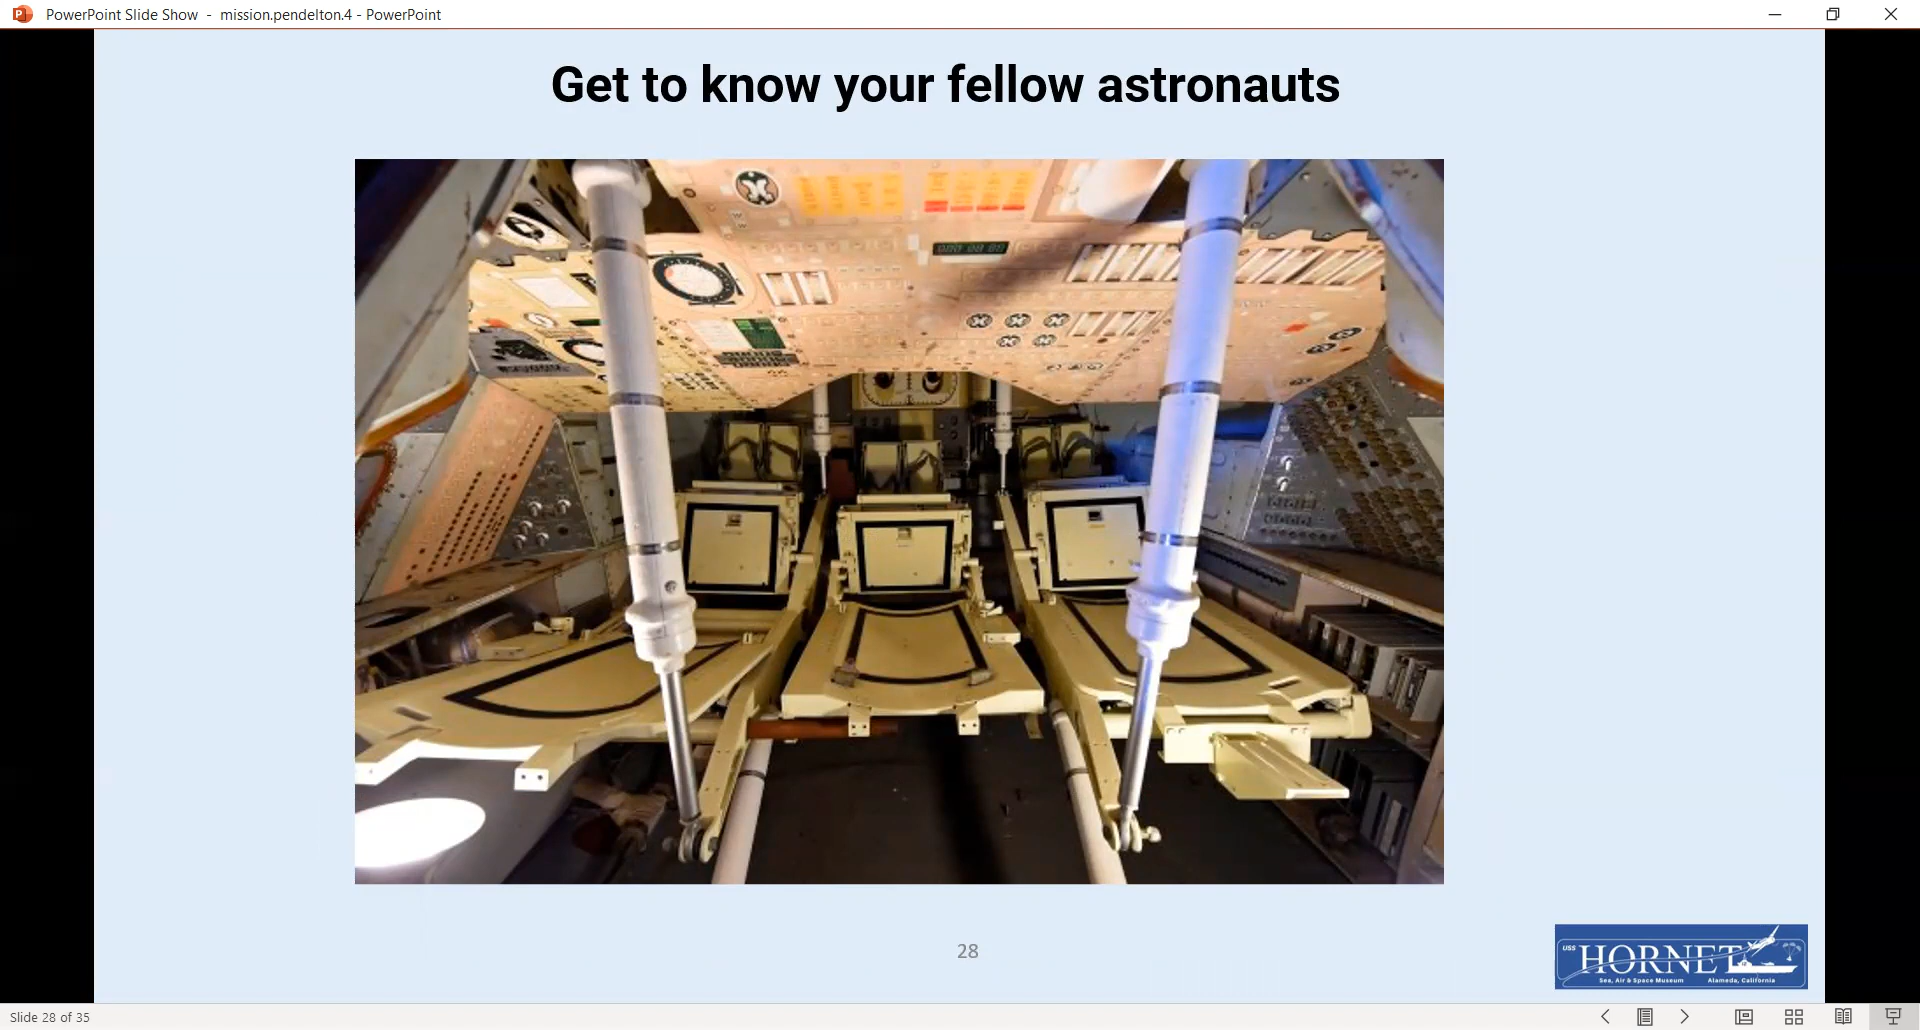 PowerPoint Slide Show - mission.pendelton.4 - PowerPoint
Get to know your fellow astronauts
28
USS
HORNET
Sea, Air & Space Museum Alameda, California
Slide 28 of 35